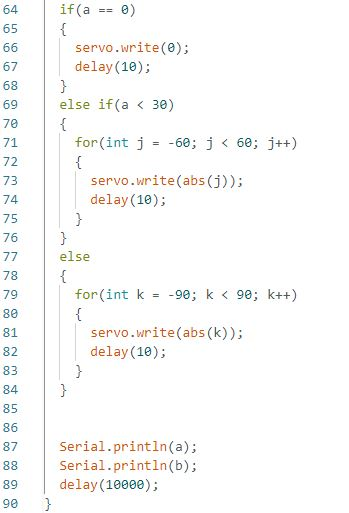 64 if(a == 0)
65 {
66 servo.write(0);
67 delay(10);
68 }
69 else if(a < 30)
70 {
71 for(int j = -60; j < 60; j++)
72 {
73 servo.write(abs(j));
74 delay(10);
75 }
76 }
77 else
78 {
79 for(int k = -90; k < 90; k++)
80 {
81 servo.write(abs(k));
82 delay(10);
83 }
84 }
85
86
87 Serial.println(a);
88 Serial.println(b);
89 delay(10000);
90 }